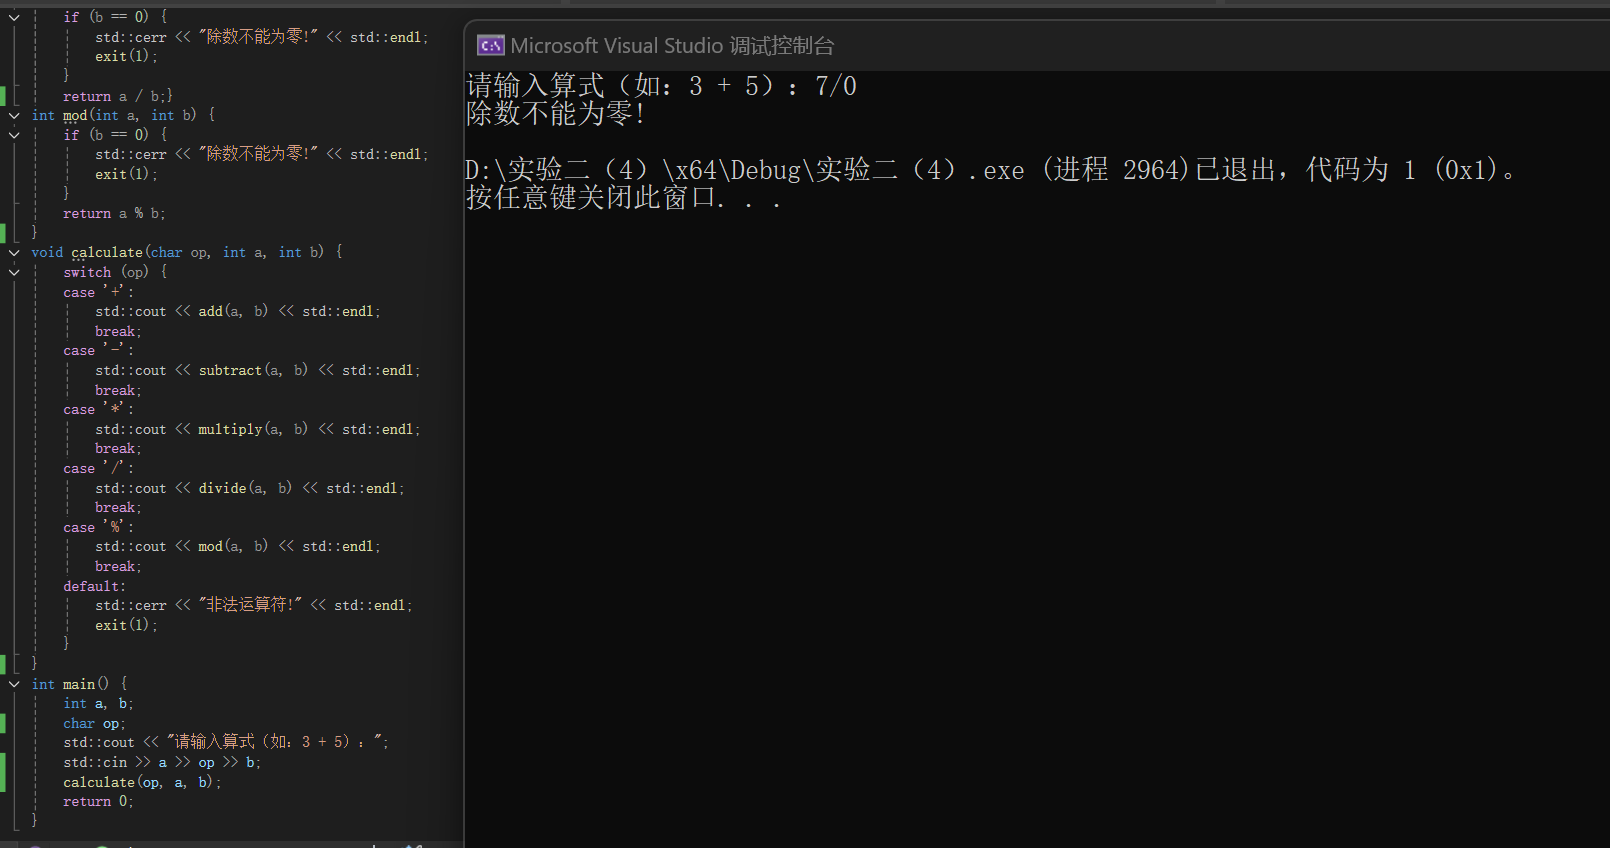 if (b == 0) {
std::cerr << "除数不能为零!" << std::endl;
exit(1);
}
return a / b;}
int mod(int a, int b) {
if (b == 0) {
std::cerr << "除数不能为零!" << std::endl;
exit(1);
}
return a % b;
}
void calculate(char op, int a, int b) {
switch (op) {
case '+':
std::cout << add(a, b) << std::endl;
break;
case '-':
std::cout << subtract(a, b) << std::endl;
break;
case '*':
std::cout << multiply(a, b) << std::endl;
break;
case '/':
std::cout << divide(a, b) << std::endl;
break;
case '%':
std::cout << mod(a, b) << std::endl;
break;
default:
std::cerr << "非法运算符!" << std::endl;
exit(1);
}
}
int main() {
int a, b;
char op;
std::cout << "请输入算式（如：3 + 5）：";
std::cin >> a >> op >> b;
calculate(op, a, b);
return 0;
}
Microsoft Visual Studio 调试控制台
请输入算式（如：3 + 5）：7/0
除数不能为零!
D:\实验二（4）\x64\Debug\实验二（4）.exe (进程 2964)已退出，代码为 1 (0x1)。
按任意键关闭此窗口. . .